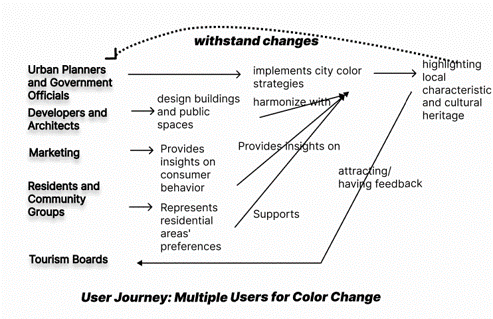 withstand changes
Urban Planners
and Government
Officials
implements city color
strategies
highlighting
local
characteristic
and cultural
heritage
Developers and
Architects
design buildings
and public
spaces
harmonize with
Marketing
Provides
insights on
consumer
behavior
Provides insights on
attracting/
having feedback
Residents and
Community
Groups
Represents
residential
areas'
preferences
Supports
Tourism Boards
User Journey: Multiple Users for Color Change